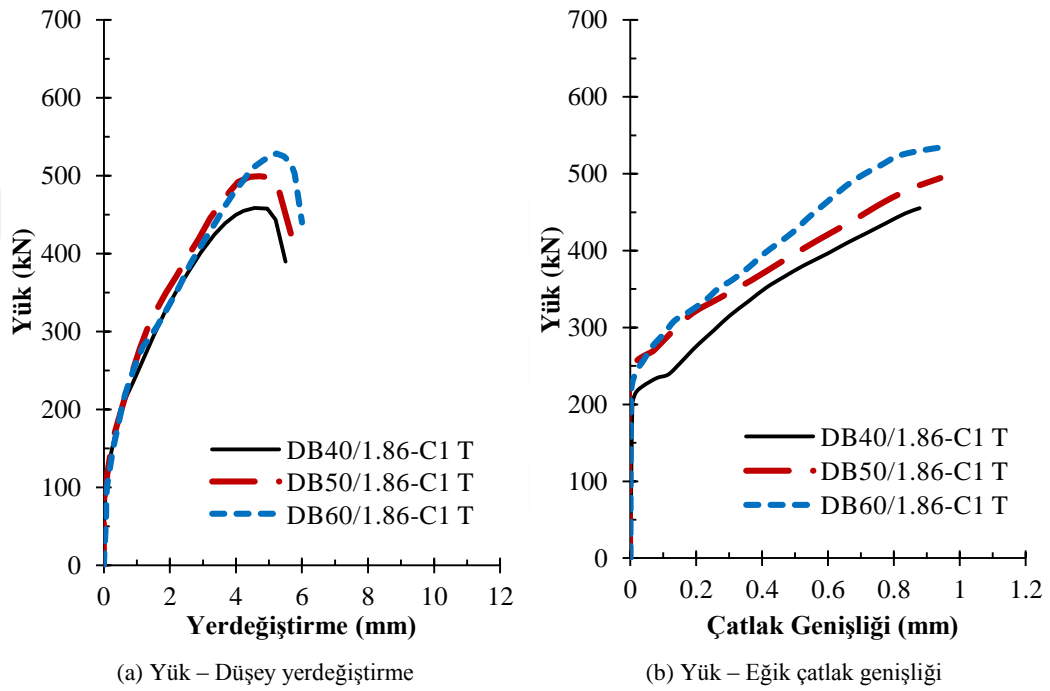 700
600
500
400
300
200
100
0
Yük (kN)
0 2 4 6 8 10 12
Yerdeğiştirme (mm)
DB40/1.86-C1 T
DB50/1.86-C1 T
DB60/1.86-C1 T
(a) Yük – Düşey yerdeğiştirme
700
600
500
400
300
200
100
0
Yük (kN)
0 0.2 0.4 0.6 0.8 1 1.2
Çatlak Genişliği (mm)
DB40/1.86-C1 T
DB50/1.86-C1 T
DB60/1.86-C1 T
(b) Yük – Eğik çatlak genişliği